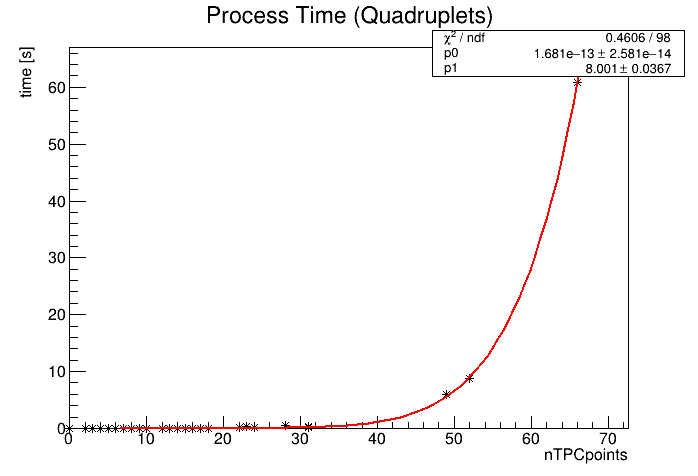 Process Time (Quadruplets)
χ² / ndf 0.4606 / 98
p0 1.681e−13 ± 2.581e−14
p1 8.001 ± 0.0367
time [s]
60
50
40
30
20
10
0
0 10 20 30 40 50 60 70
nTPCpoints